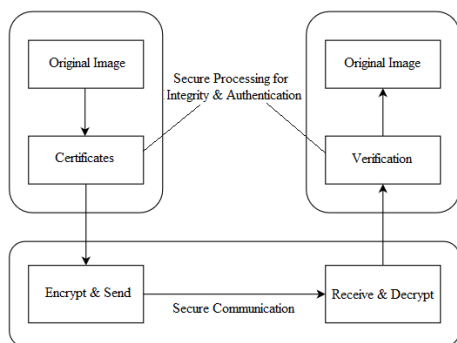 Original Image
Secure Processing for
Integrity & Authentication
Original Image
Certificates
Verification
Encrypt & Send
Secure Communication
Receive & Decrypt